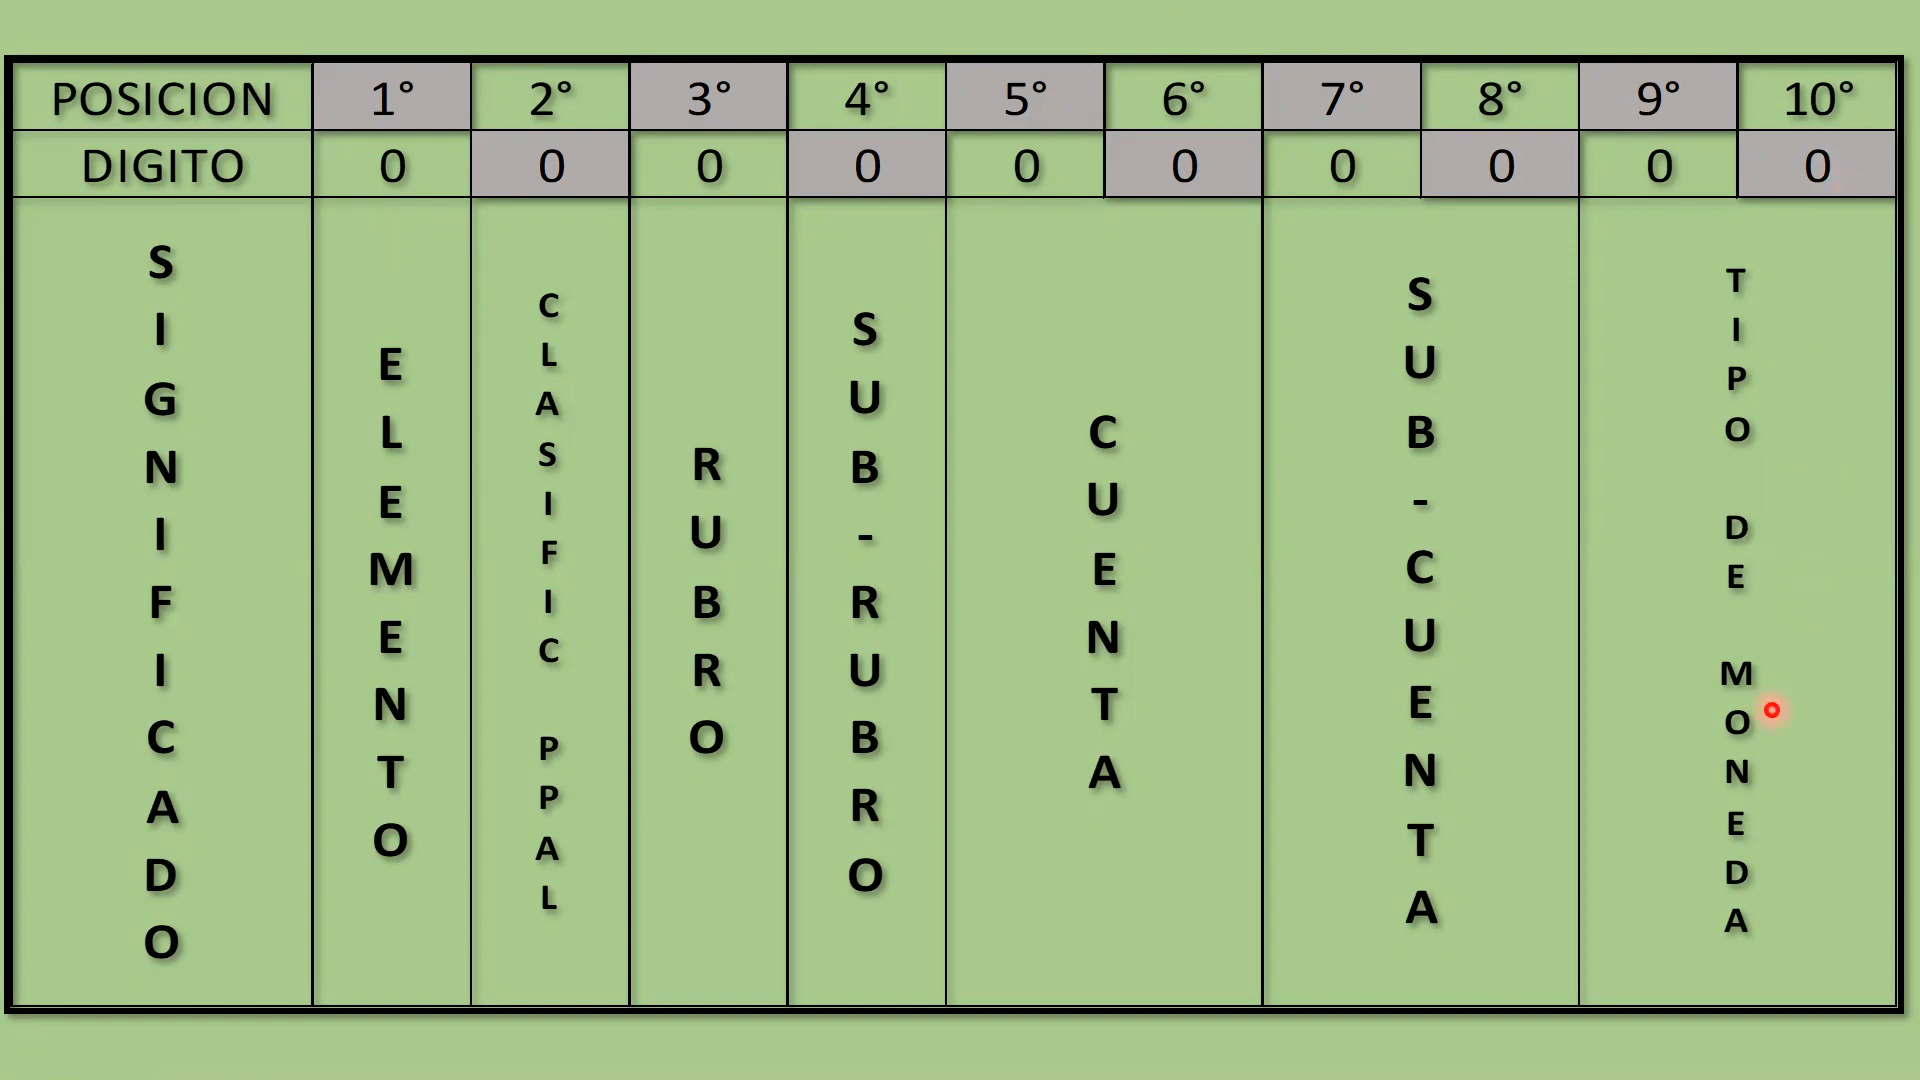 POSICION 1° 2° 3° 4° 5° 6° 7° 8° 9° 10°
DIGITO 0 0 0 0 0 0 0 0 0 0
SIGNIFICADO
ELEMENTO
CLASIFIC PPAL
RUBRO
SUB-RUBRO
CUENTA
SUB-CUENTA
TIPO DE MONEDA